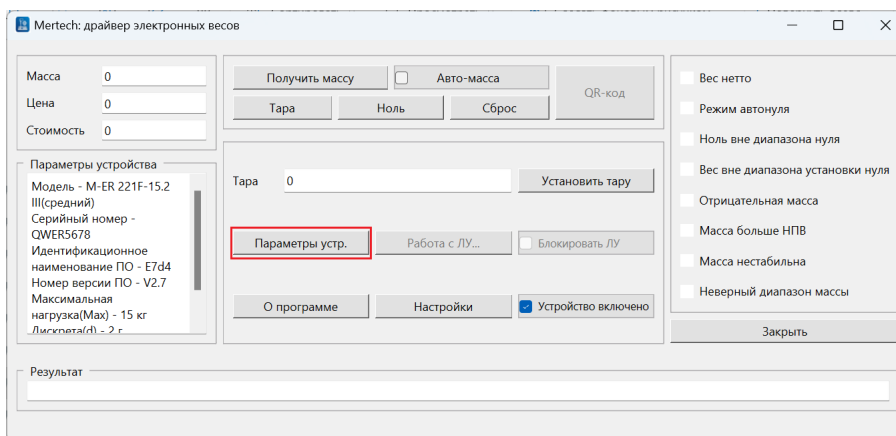 Mertech: драйвер электронных весов
Масса 0
Цена 0
Стоимость 0
Параметры устройства
Модель - M-ER 221F-15.2
III(средний)
Серийный номер -
QWER5678
Идентификационное
наименование ПО - E7d4
Номер версии ПО - V2.7
Максимальная
нагрузка(Max) - 15 кг
Дискрета(d) - 2 г
Получить массу
Авто-масса
QR-код
Тара
Ноль
Сброс
Тара 0
Установить тару
Параметры устр.
Работа с ЛУ...
Блокировать ЛУ
О программе
Настройки
Устройство включено
Вес нетто
Режим автонуля
Ноль вне диапазона нуля
Вес вне диапазона установки нуля
Отрицательная масса
Масса больше НПВ
Масса нестабильна
Неверный диапазон массы
Закрыть
Результат